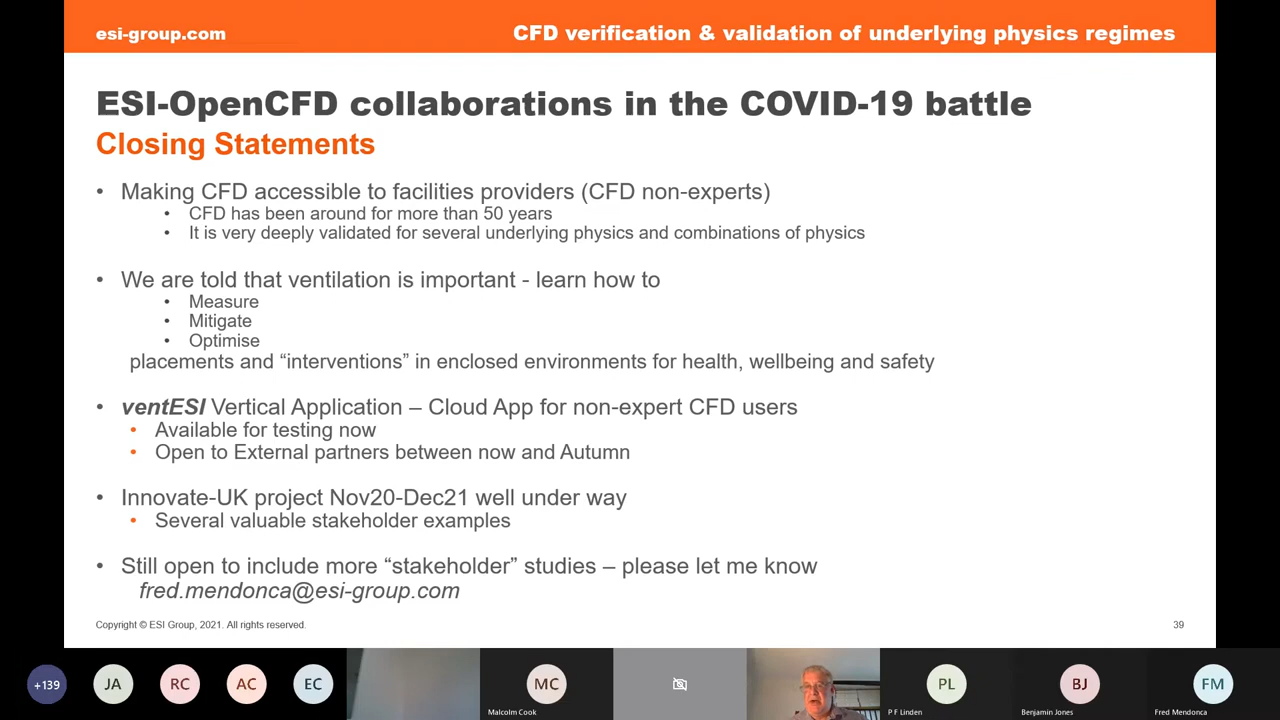 esi-group.com
CFD verification & validation of underlying physics regimes
ESI-OpenCFD collaborations in the COVID-19 battle
Closing Statements
• Making CFD accessible to facilities providers (CFD non-experts)
• CFD has been around for more than 50 years
• It is very deeply validated for several underlying physics and combinations of physics
• We are told that ventilation is important - learn how to
• Measure
• Mitigate
• Optimise
placements and “interventions” in enclosed environments for health, wellbeing and safety
• ventESI Vertical Application – Cloud App for non-expert CFD users
• Available for testing now
• Open to External partners between now and Autumn
• Innovate-UK project Nov20-Dec21 well under way
• Several valuable stakeholder examples
• Still open to include more “stakeholder” studies – please let me know
fred.mendonca@esi-group.com
Copyright © ESI Group, 2021. All rights reserved.
39
+139
JA
RC
AC
EC
MC
Malcolm Cook
PL
P F Linden
BJ
Benjamin Jones
FM
Fred Mendonca